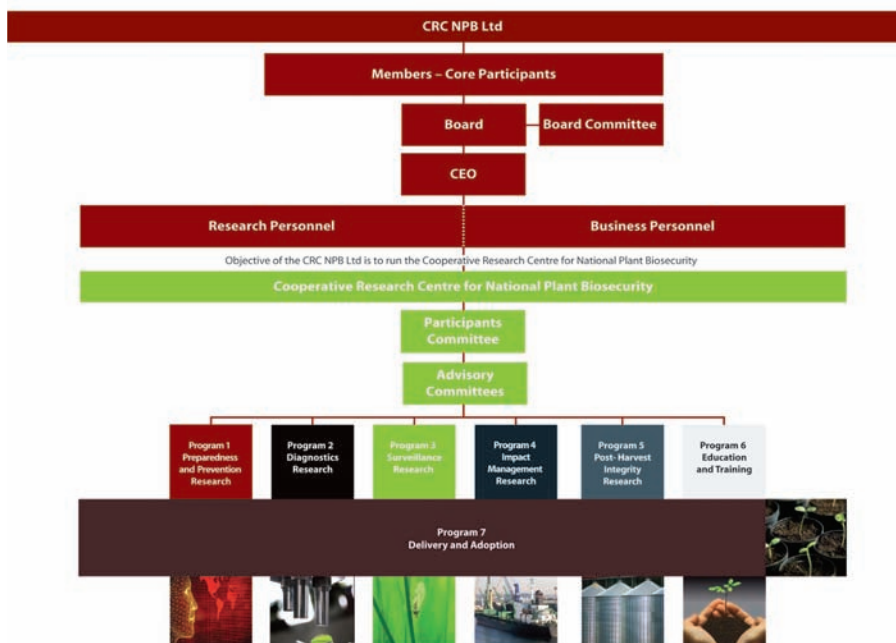 CRC NPB Ltd
Members – Core Participants
Board
Board Committee
CEO
Research Personnel
Business Personnel
Objective of the CRC NPB Ltd is to run the Cooperative Research Centre for National Plant Biosecurity
Cooperative Research Centre for National Plant Biosecurity
Participants
Committee
Advisory
Committees
Program 1
Preparedness
and Prevention
Research
Program 2
Diagnostics
Research
Program 3
Surveillance
Research
Program 4
Impact
Management
Research
Program 5
Post- Harvest
Integrity
Research
Program 6
Education
and Training
Program 7
Delivery and Adoption